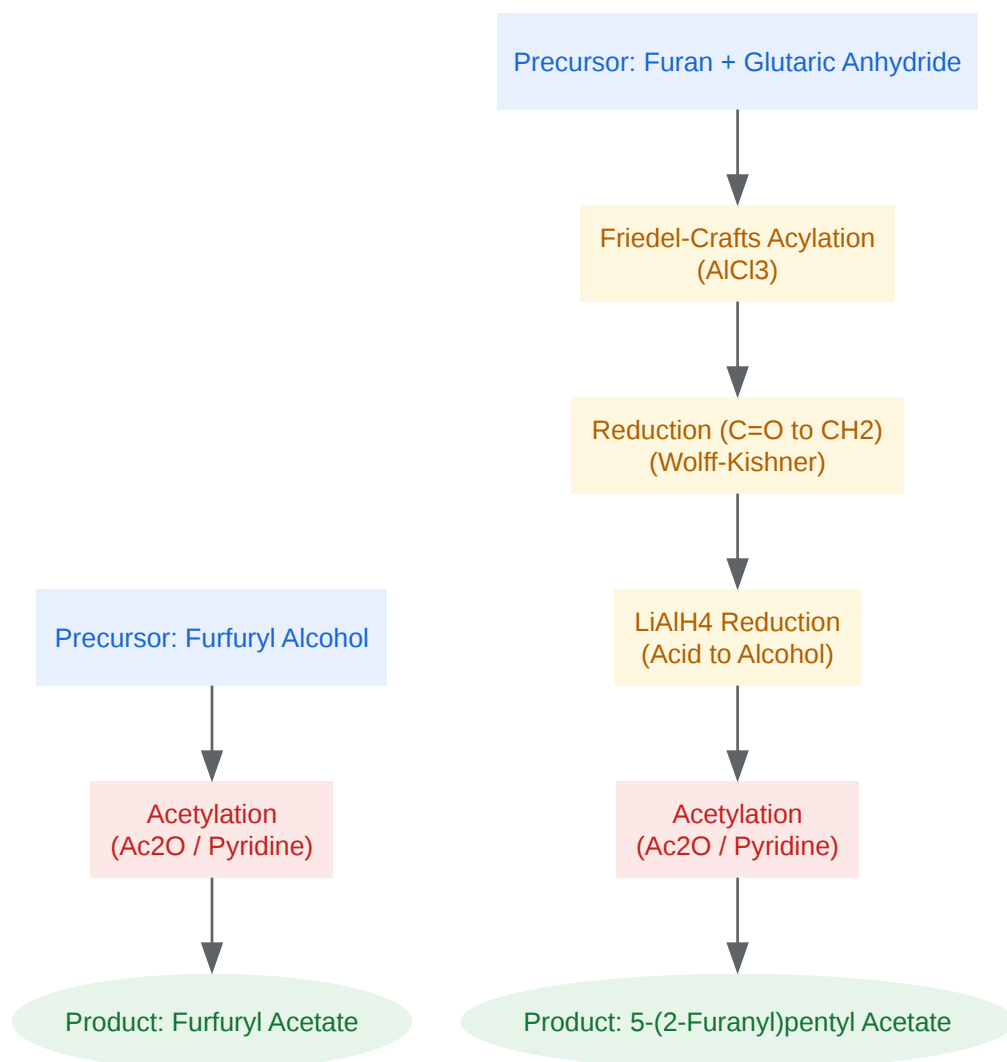 Precursor: Furan + Glutaric Anhydride
Friedel-Crafts Acylation
(AlCl3)
Reduction (C=O to CH2)
(Wolff-Kishner)
Precursor: Furfuryl Alcohol
LiAlH4 Reduction
(Acid to Alcohol)
Acetylation
(Ac2O / Pyridine)
Acetylation
(Ac2O / Pyridine)
Product: Furfuryl Acetate
Product: 5-(2-Furanyl)pentyl Acetate